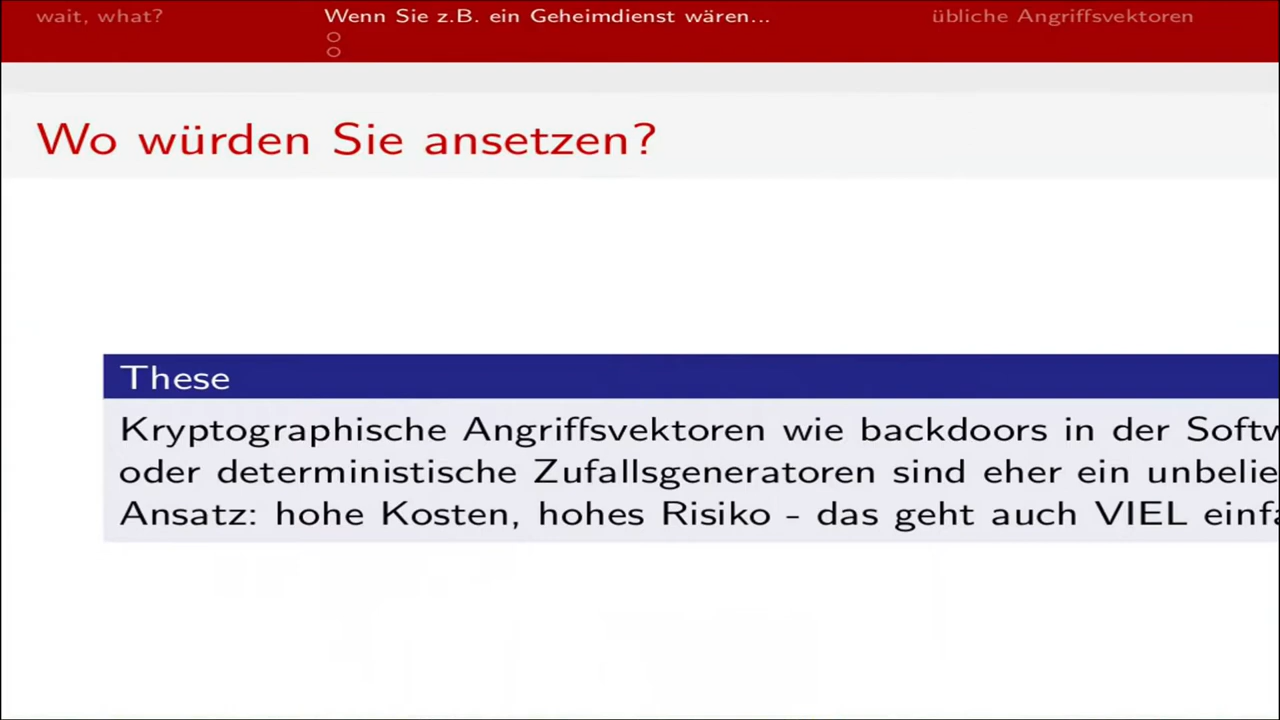 wait, what?
Wenn Sie z.B. ein Geheimdienst wären...
übliche Angriffsvektoren
Wo würden Sie ansetzen?
These
Kryptographische Angriffsvektoren wie backdoors in der
oder deterministische Zufallsgeneratoren sind eher ein
Ansatz: hohe Kosten, hohes Risiko - das geht auch VIEL